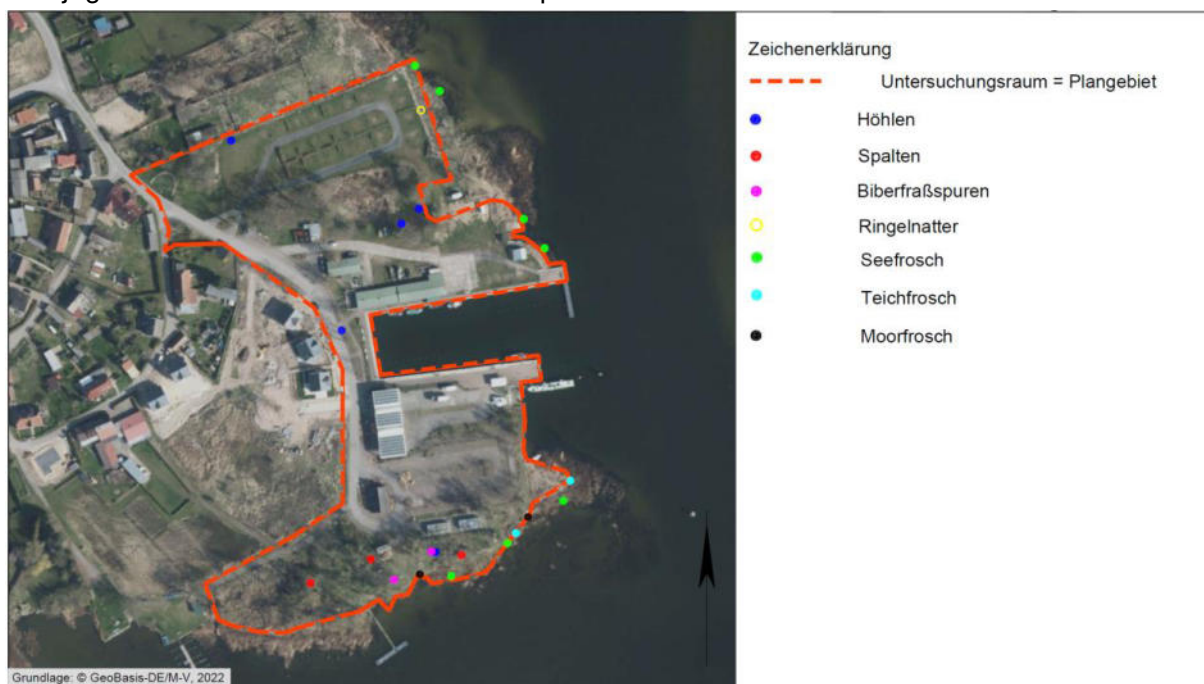 Zeichenerklärung
Untersuchungsraum = Plangebiet
Höhlen
Spalten
Biberfraßspuren
Ringelnatter
Seefrosch
Teichfrosch
Moorfrosch
Grundlage: © GeoBasis-DE/M-V, 2022